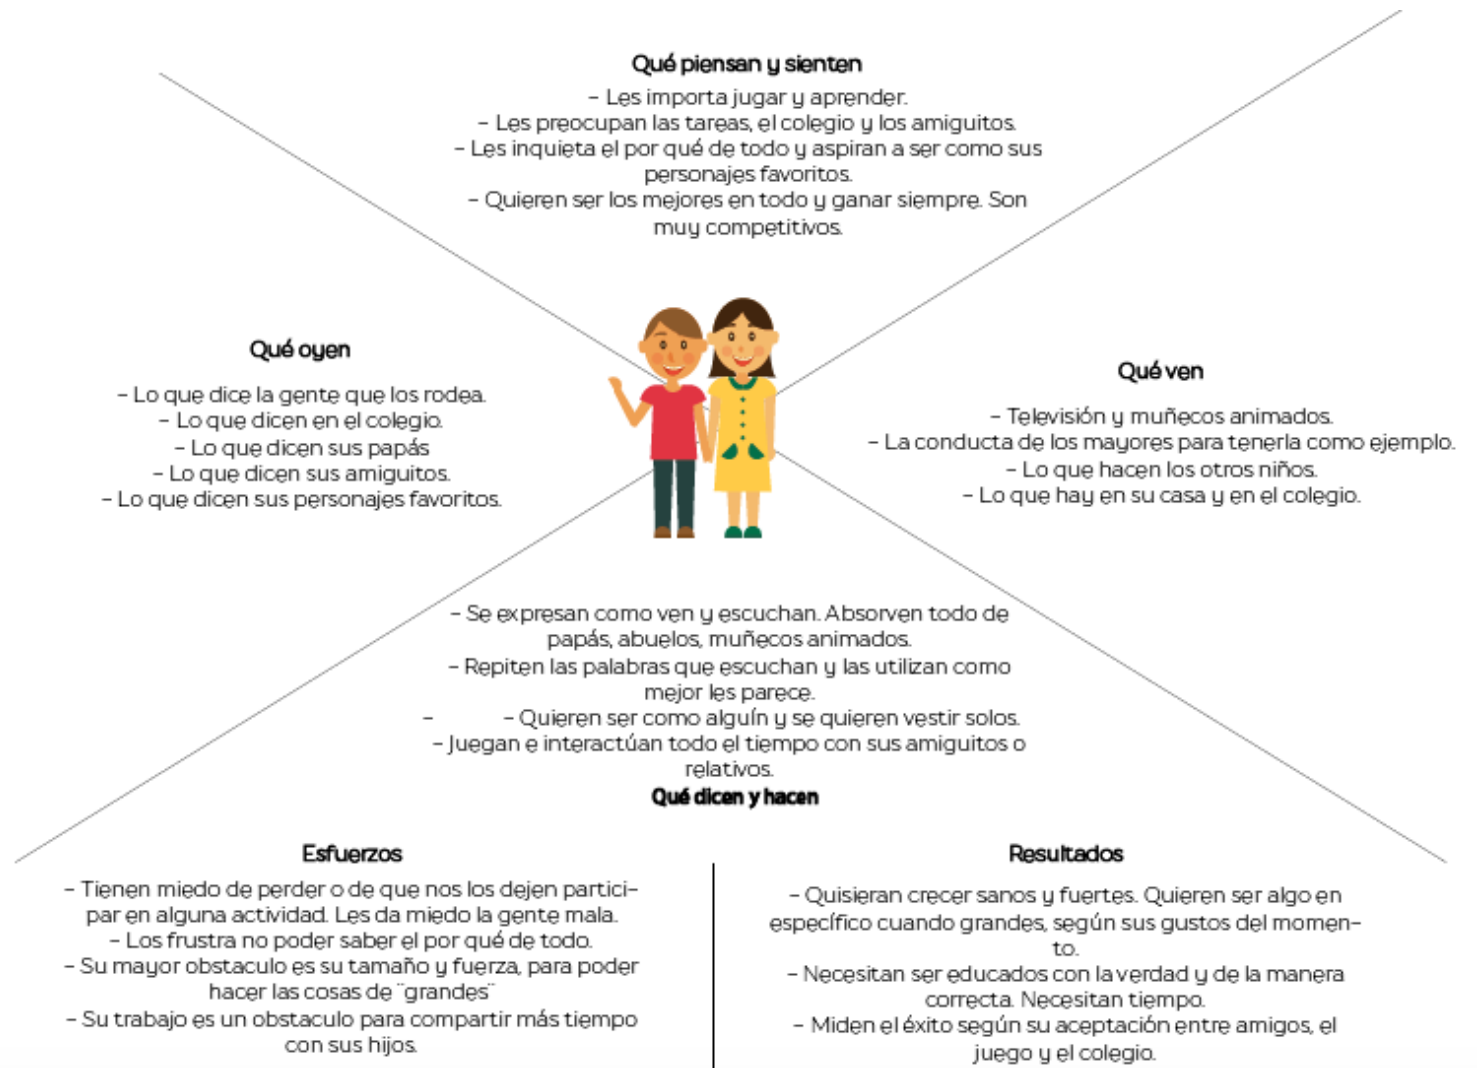 Qué piensan y sienten
- Les importa jugar y aprender.
- Les preocupan las tareas, el colegio y los amiguitos.
- Les inquieta el por qué de todo y aspiran a ser como sus
personajes favoritos.
- Quieren ser los mejores en todo y ganar siempre. Son
muy competitivos.
Qué oyen
- Lo que dice la gente que los rodea.
- Lo que dicen en el colegio.
- Lo que dicen sus papás
- Lo que dicen sus amiguitos.
- Lo que dicen sus personajes favoritos.
Qué ven
- Televisión y muñecos animados.
- La conducta de los mayores para tenerla como ejemplo.
- Lo que hacen los otros niños.
- Lo que hay en su casa y en el colegio.
- Se expresan como ven y escuchan. Absorven todo de
papás, abuelos, muñecos animados.
- Repiten las palabras que escuchan y las utilizan como
mejor les parece.
- - Quieren ser como alguín y se quieren vestir solos.
- Juegan e interactúan todo el tiempo con sus amiguitos o
relativos.
Qué dicen y hacen
Esfuerzos
- Tienen miedo de perder o de que nos los dejen partici-
par en alguna actividad. Les da miedo la gente mala.
- Los frustra no poder saber el por qué de todo.
- Su mayor obstaculo es su tamaño y fuerza, para poder
hacer las cosas de ¨grandes¨
- Su trabajo es un obstaculo para compartir más tiempo
con sus hijos.
Resultados
- Quisieran crecer sanos y fuertes. Quieren ser algo en
específico cuando grandes, según sus gustos del momen-
to.
- Necesitan ser educados con la verdad y de la manera
correcta. Necesitan tiempo.
- Miden el éxito según su aceptación entre amigos, el
juego y el colegio.